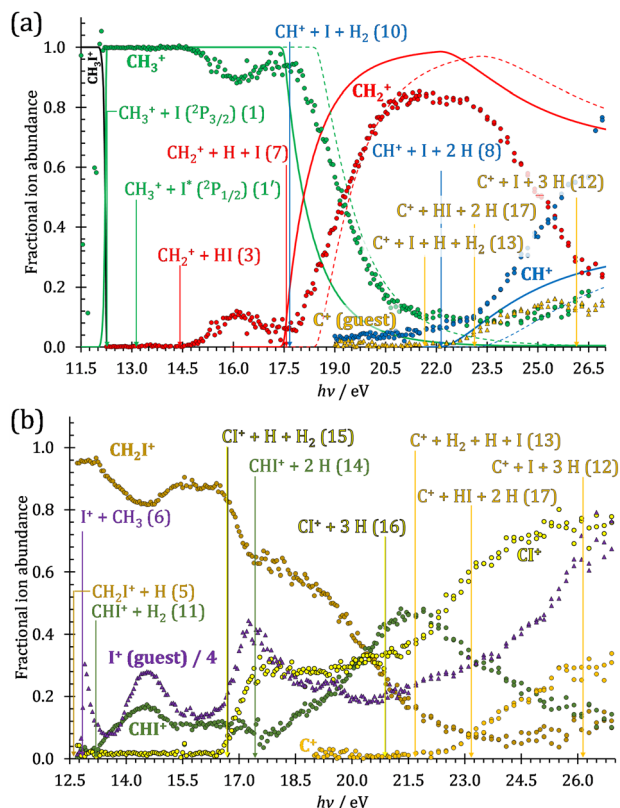 (a)
CH⁺ + I + H₂ (10)
1.0
CH₃I⁺
CH₃⁺
CH₂⁺
0.8
CH₃⁺ + I (²P₃/₂) (1)
CH₂⁺ + H + I (7)
CH⁺ + I + 2 H (8)
C⁺ + I + 3 H (12)
0.6
CH₃⁺ + I* (²P₁/₂) (1′)
C⁺ + HI + 2 H (17)
0.4
C⁺ + I + H + H₂ (13)
CH₂⁺ + HI (3)
CH⁺
0.2
C⁺ (guest)
0.0
Fractional ion abundance
11.5 13.0 14.5 16.0 17.5 19.0 20.5 22.0 23.5 25.0 26.5
hν / eV
(b)
CI⁺ + H + H₂ (15)
C⁺ + H₂ + H + I (13)
1.0
CH₂I⁺
CHI⁺ + 2 H (14)
C⁺ + I + 3 H (12)
0.8
I⁺ + CH₃ (6)
CI⁺ + 3 H (16)
C⁺ + HI + 2 H (17)
CI⁺
0.6
CH₂I⁺ + H (5)
CHI⁺ + H₂ (11)
0.4
I⁺ (guest) / 4
0.2
CHI⁺
C⁺
0.0
Fractional ion abundance
12.5 14.0 15.5 17.0 18.5 20.0 21.5 23.0 24.5 26.0
hν / eV